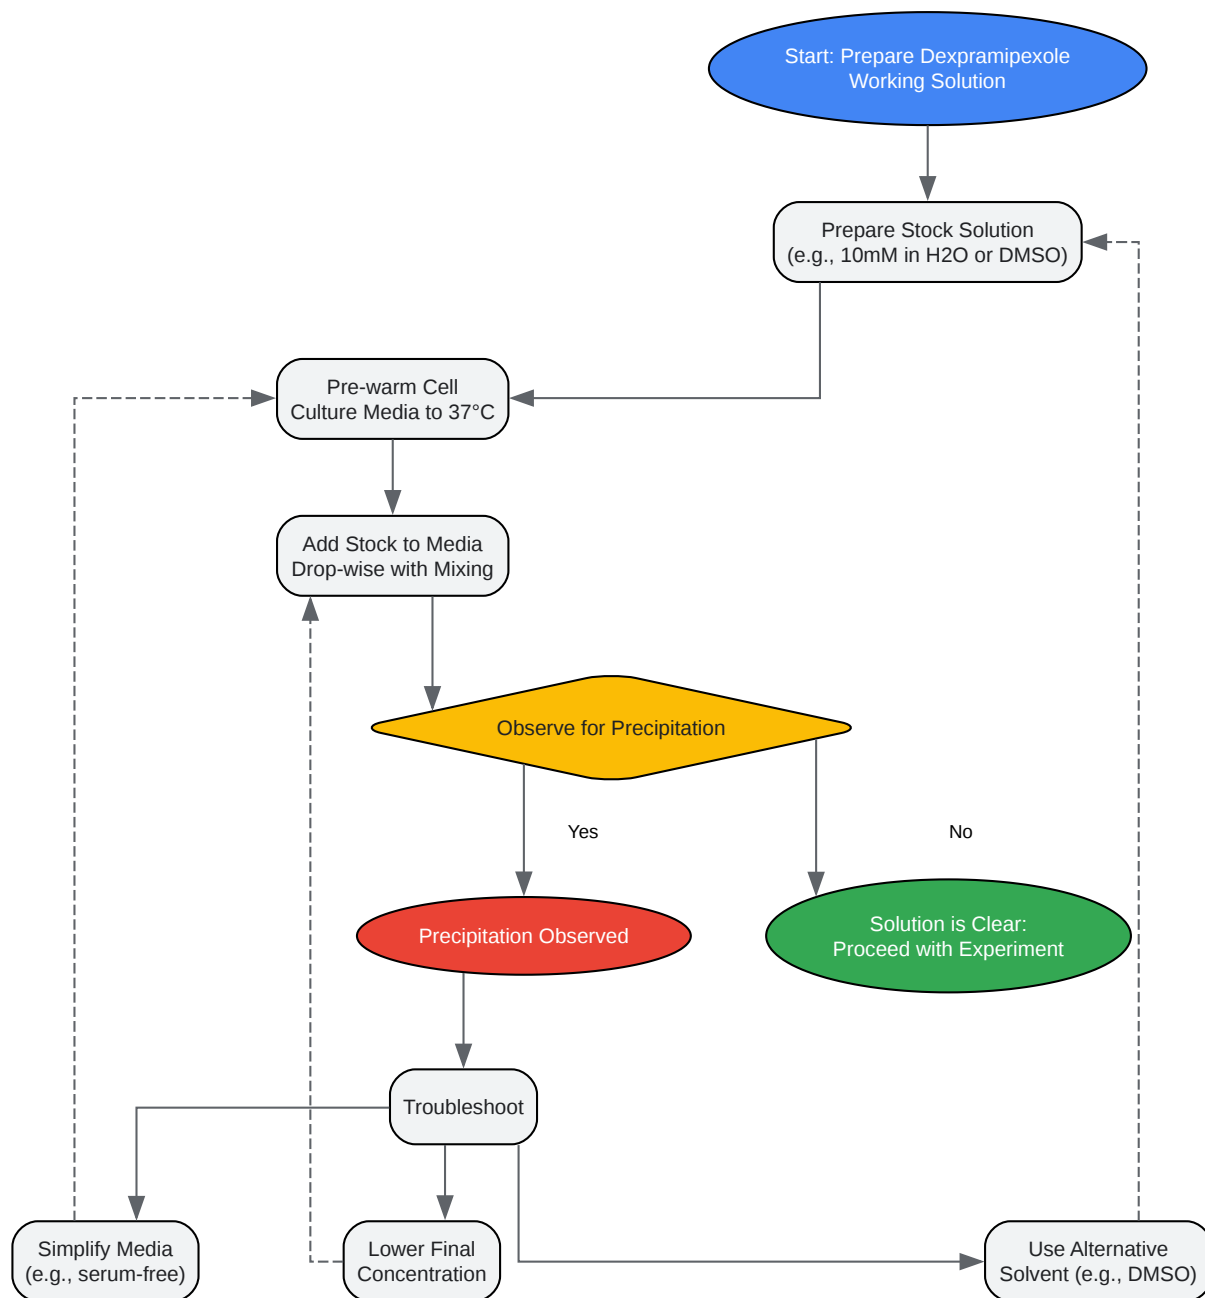 Start: Prepare Dexpramipexole
Working Solution
Prepare Stock Solution
(e.g., 10mM in H2O or DMSO)
Pre-warm Cell
Culture Media to 37°C
Add Stock to Media
Drop-wise with Mixing
Observe for Precipitation
Yes
No
Precipitation Observed
Solution is Clear:
Proceed with Experiment
Troubleshoot
Simplify Media
(e.g., serum-free)
Lower Final
Concentration
Use Alternative
Solvent (e.g., DMSO)